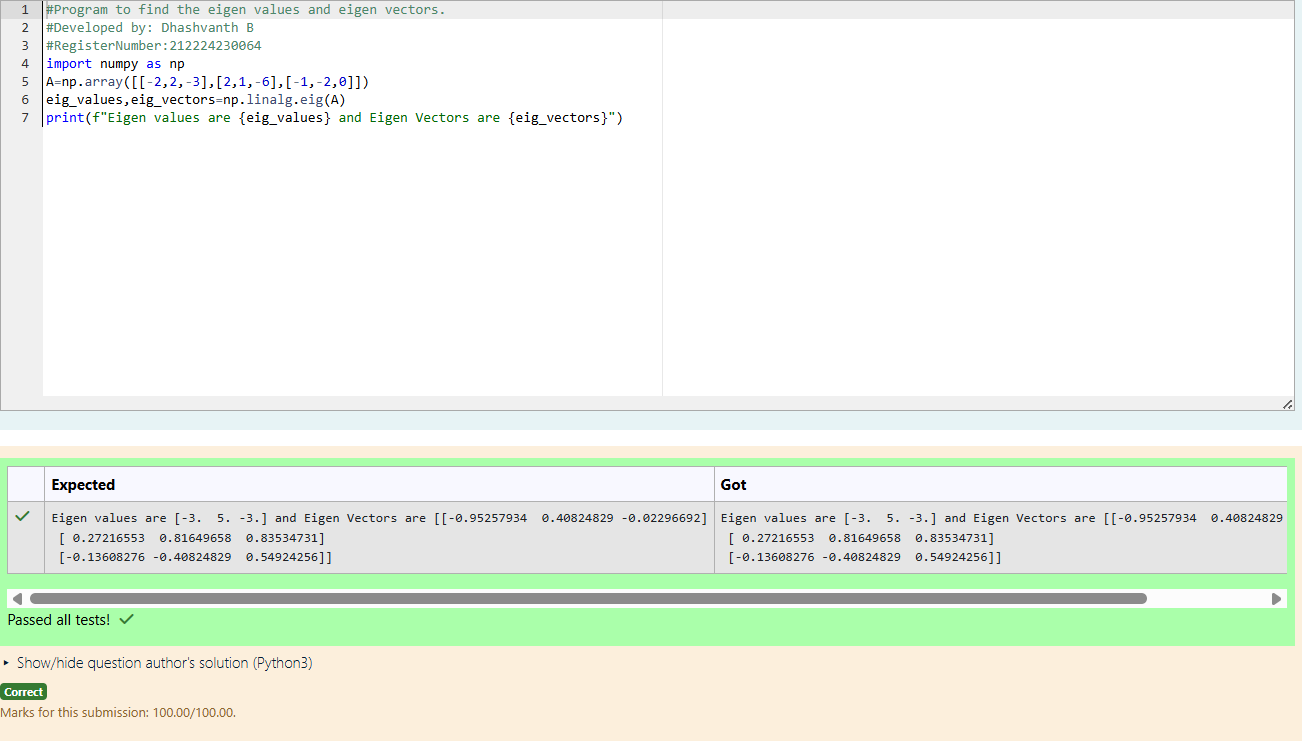 1 #Program to find the eigen values and eigen vectors.
2 #Developed by: Dhashvanth B
3 #RegisterNumber:212224230064
4 import numpy as np
5 A=np.array([[-2,2,-3],[2,1,-6],[-1,-2,0]])
6 eig_values,eig_vectors=np.linalg.eig(A)
7 print(f"Eigen values are {eig_values} and Eigen Vectors are {eig_vectors}")
Expected Got
Eigen values are [-3.  5. -3.] and Eigen Vectors are [[-0.95257934  0.40824829 -0.02296692] Eigen values are [-3.  5. -3.] and Eigen Vectors are [[-0.95257934  0.40824829
[ 0.27216553  0.81649658  0.83534731] [ 0.27216553  0.81649658  0.83534731]
[-0.13608276 -0.40824829  0.54924256]] [-0.13608276 -0.40824829  0.54924256]]
Passed all tests!
Show/hide question author's solution (Python3)
Correct
Marks for this submission: 100.00/100.00.